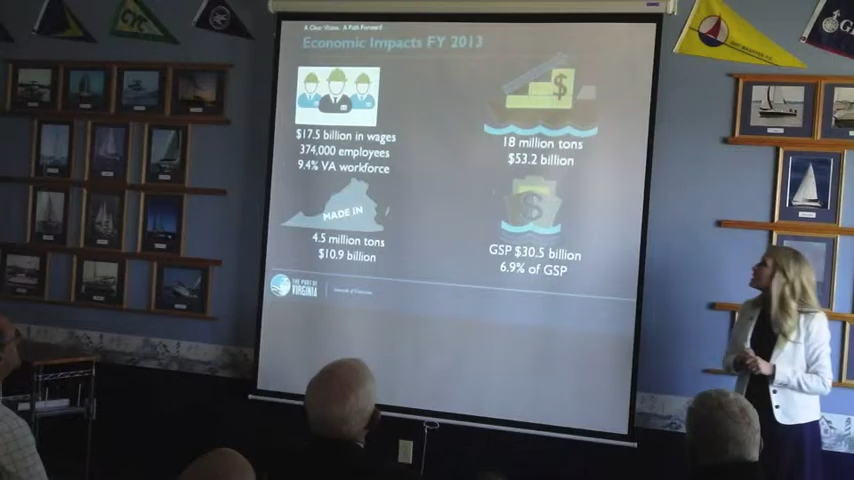 A Clear Vision. A Path Forward
Economic Impacts FY 2013
$
$17.5 billion in wages
374,000 employees
9.4% VA workforce
18 million tons
$53.2 billion
MADE IN
$
4.5 million tons
$10.9 billion
GSP $30.5 billion
6.9% of GSP
THE PORT OF
VIRGINIA
CYC